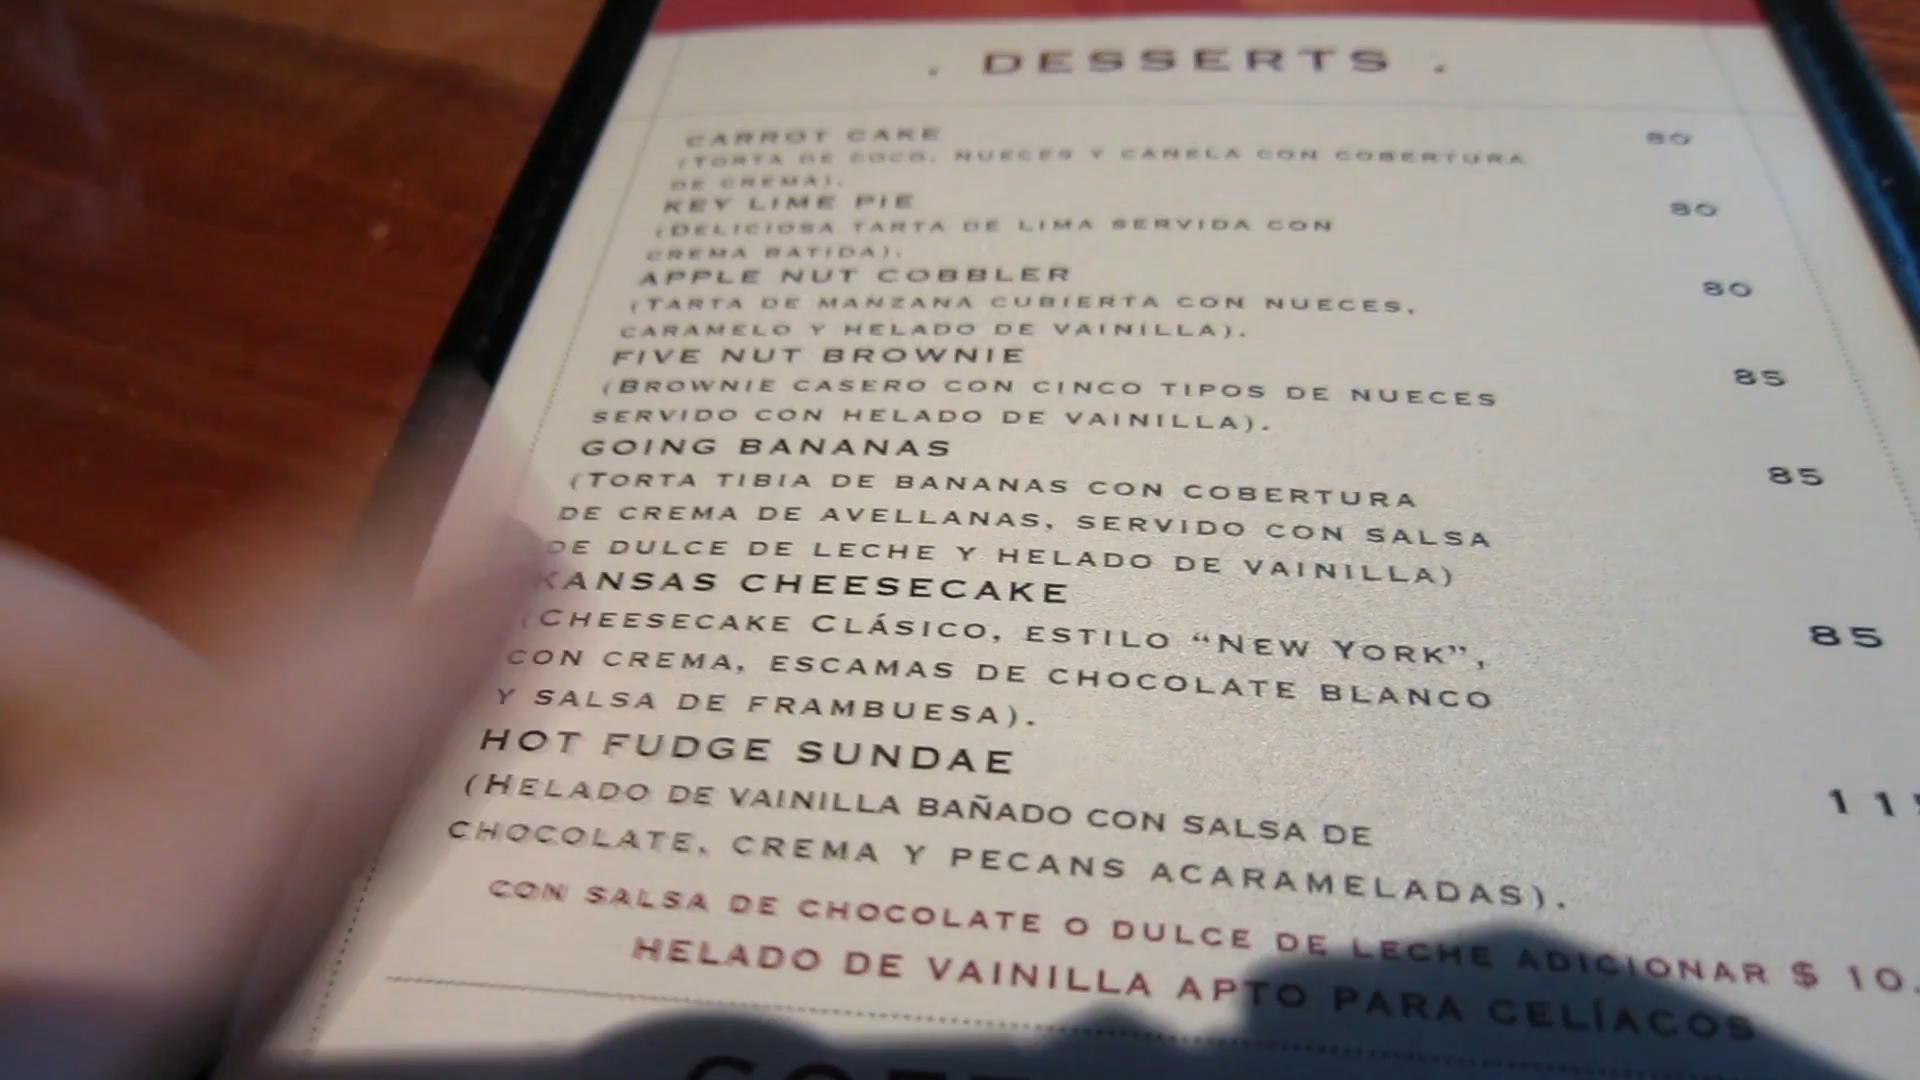 . DESSERTS .
CARROT CAKE 80
(TORTA DE COCO, NUECES Y CANELA CON COBERTURA
DE CREMA).
KEY LIME PIE 80
(DELICIOSA TARTA DE LIMA SERVIDA CON
CREMA BATIDA).
APPLE NUT COBBLER 80
(TARTA DE MANZANA CUBIERTA CON NUECES,
CARAMELO Y HELADO DE VAINILLA).
FIVE NUT BROWNIE 85
(BROWNIE CASERO CON CINCO TIPOS DE NUECES
SERVIDO CON HELADO DE VAINILLA).
GOING BANANAS 85
(TORTA TIBIA DE BANANAS CON COBERTURA
DE CREMA DE AVELLANAS, SERVIDO CON SALSA
DE DULCE DE LECHE Y HELADO DE VAINILLA)
KANSAS CHEESECAKE 85
(CHEESECAKE CLÁSICO, ESTILO “NEW YORK”,
CON CREMA, ESCAMAS DE CHOCOLATE BLANCO
Y SALSA DE FRAMBUESA).
HOT FUDGE SUNDAE
(HELADO DE VAINILLA BAÑADO CON SALSA DE
CHOCOLATE, CREMA Y PECANS ACARAMELADAS).
CON SALSA DE CHOCOLATE O DULCE DE LECHE ADICIONAR $ 10.
HELADO DE VAINILLA APTO PARA CELÍACOS